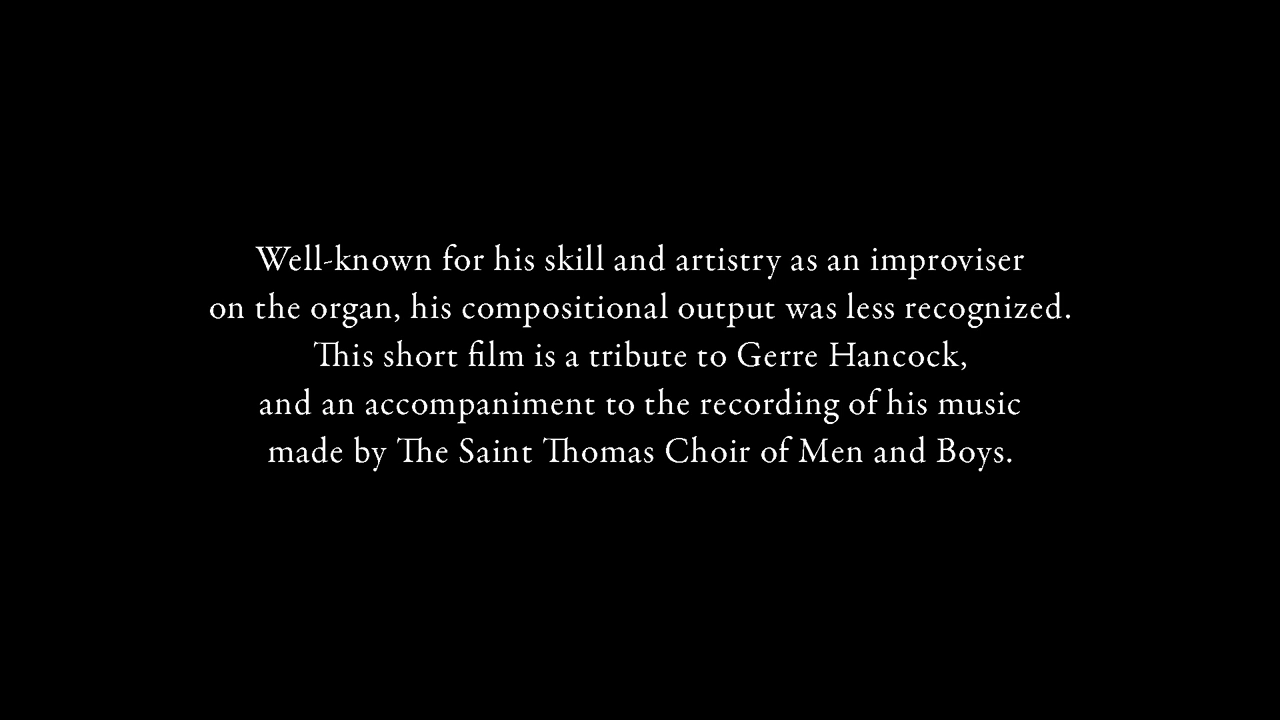 Well-known for his skill and artistry as an improviser
on the organ, his compositional output was less recognized.
This short film is a tribute to Gerre Hancock,
and an accompaniment to the recording of his music
made by The Saint Thomas Choir of Men and Boys.